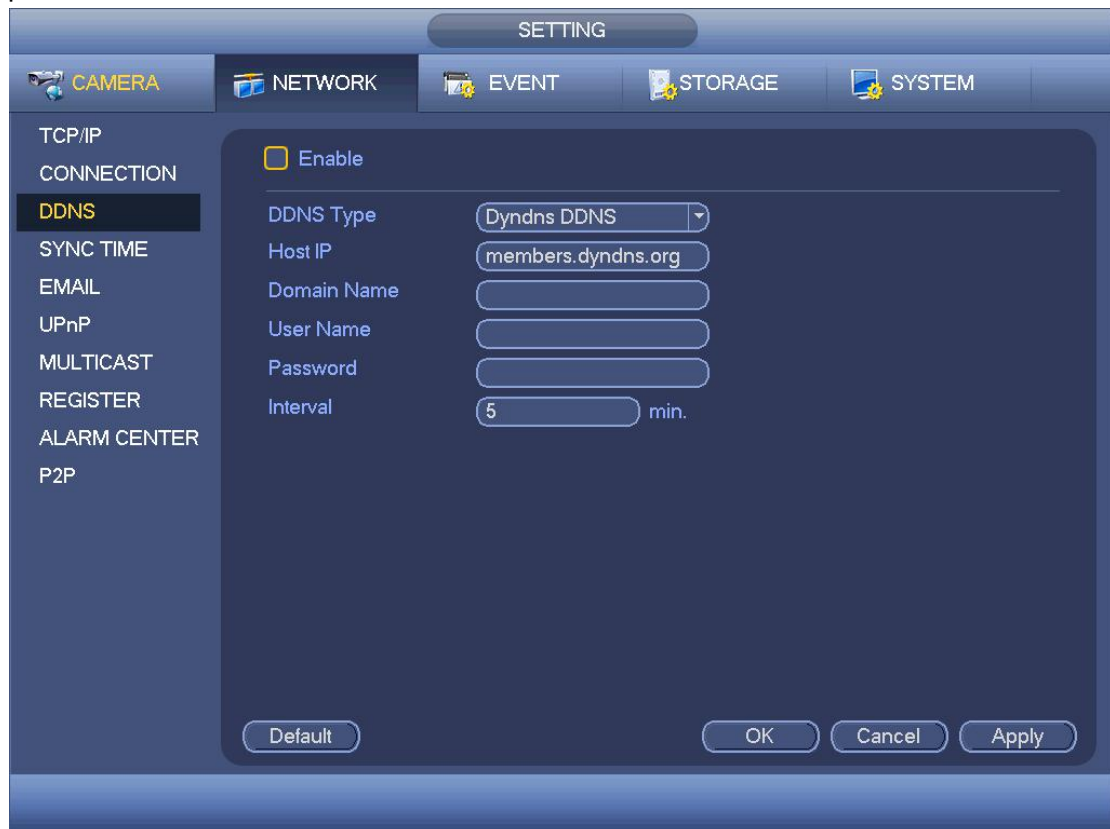 SETTING
CAMERA NETWORK EVENT STORAGE SYSTEM
TCP/IP
CONNECTION
DDNS
SYNC TIME
EMAIL
UPnP
MULTICAST
REGISTER
ALARM CENTER
P2P
Enable
DDNS Type Dyndns DDNS
Host IP members.dyndns.org
Domain Name
User Name
Password
Interval 5 min.
Default OK Cancel Apply